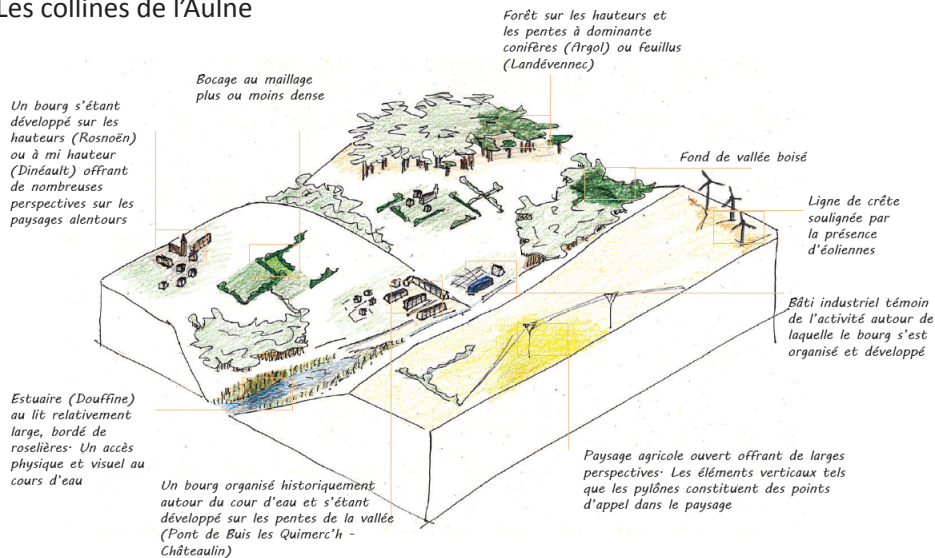 Les collines de l'Aulne
Forêt sur les hauteurs et
les pentes à dominante
conifères (Argol) ou feuillus
(Landévennec)
Bocage au maillage
plus ou moins dense
Un bourg s'étant
développé sur les
hauteurs (Rosnoën)
ou à mi hauteur
(Dinéault) offrant
de nombreuses
perspectives sur les
paysages alentours
Fond de vallée boisé
Ligne de crête
soulignée par
la présence
d'éoliennes
Bâti industriel témoin
de l'activité autour de
laquelle le bourg s'est
organisé et développé
Estuaire (Douffine)
au lit relativement
large, bordé de
roselières. Un accès
physique et visuel au
cours d'eau
Un bourg organisé historiquement
autour du cour d'eau et s'étant
développé sur les pentes de la vallée
(Pont de Buis les Quimerc'h -
Châteaulin)
Paysage agricole ouvert offrant de larges
perspectives. Les éléments verticaux tels
que les pylônes constituent des points
d'appel dans le paysage